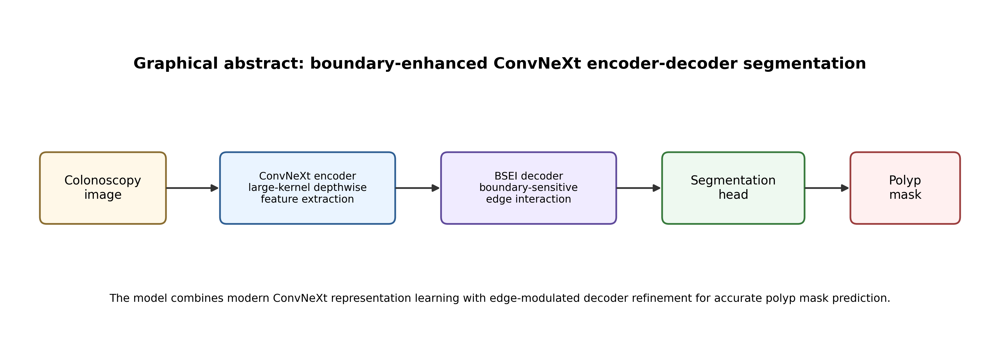 Graphical abstract: boundary-enhanced ConvNeXt encoder-decoder segmentation
Colonoscopy
image
ConvNeXt encoder
large-kernel depthwise
feature extraction
BSEI decoder
boundary-sensitive
edge interaction
Segmentation
head
Polyp
mask
The model combines modern ConvNeXt representation learning with edge-modulated decoder refinement for accurate polyp mask prediction.